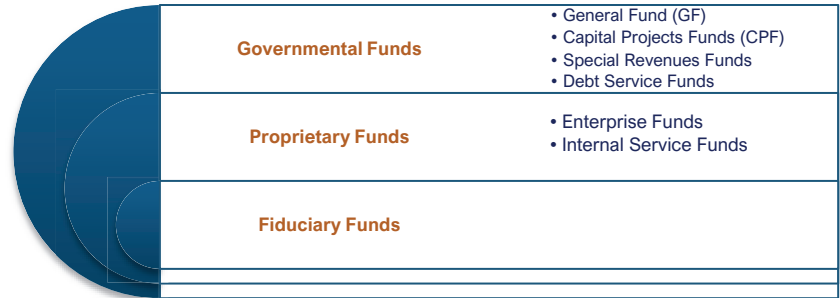 Governmental Funds
• General Fund (GF)
• Capital Projects Funds (CPF)
• Special Revenues Funds
• Debt Service Funds
Proprietary Funds
• Enterprise Funds
• Internal Service Funds
Fiduciary Funds